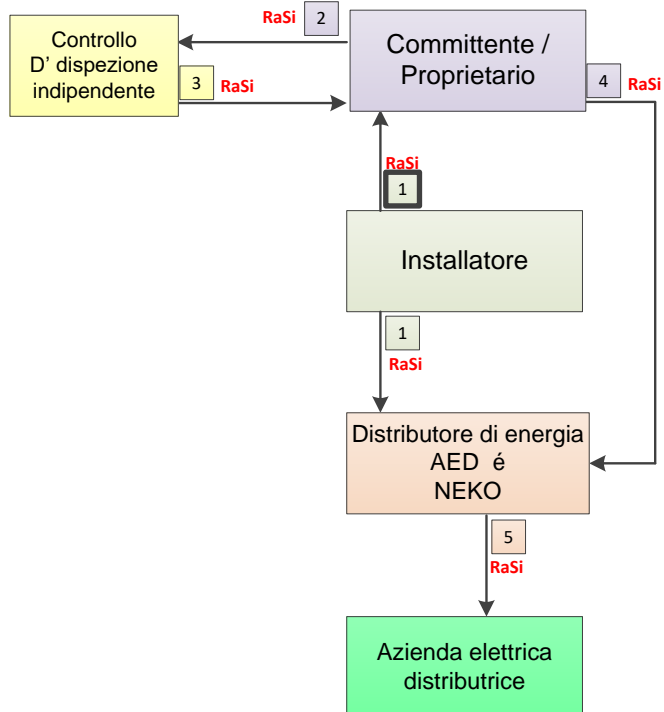 RaSi
2
Controllo
D' dispezione
indipendente
3
RaSi
Committente /
Proprietario
4
RaSi
RaSi
1
Installatore
1
RaSi
Distributore di energia
AED é
NEKO
5
RaSi
Azienda elettrica
distributrice